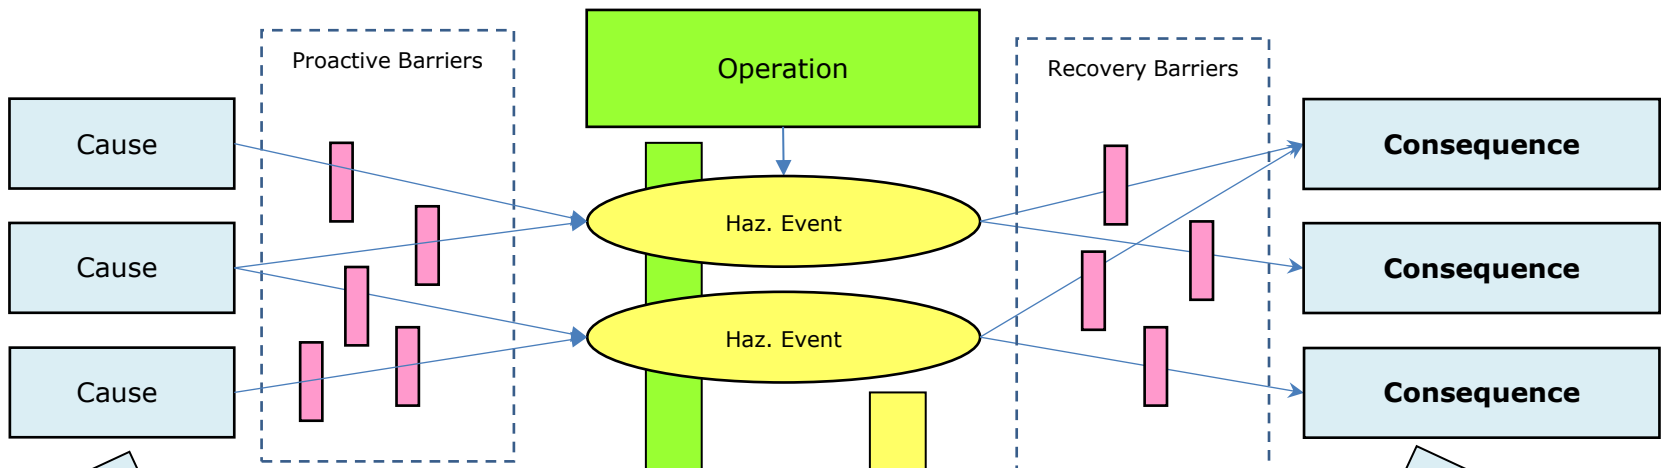 Proactive Barriers
Operation
Recovery Barriers
Cause
Consequence
Haz. Event
Cause
Consequence
Haz. Event
Cause
Consequence